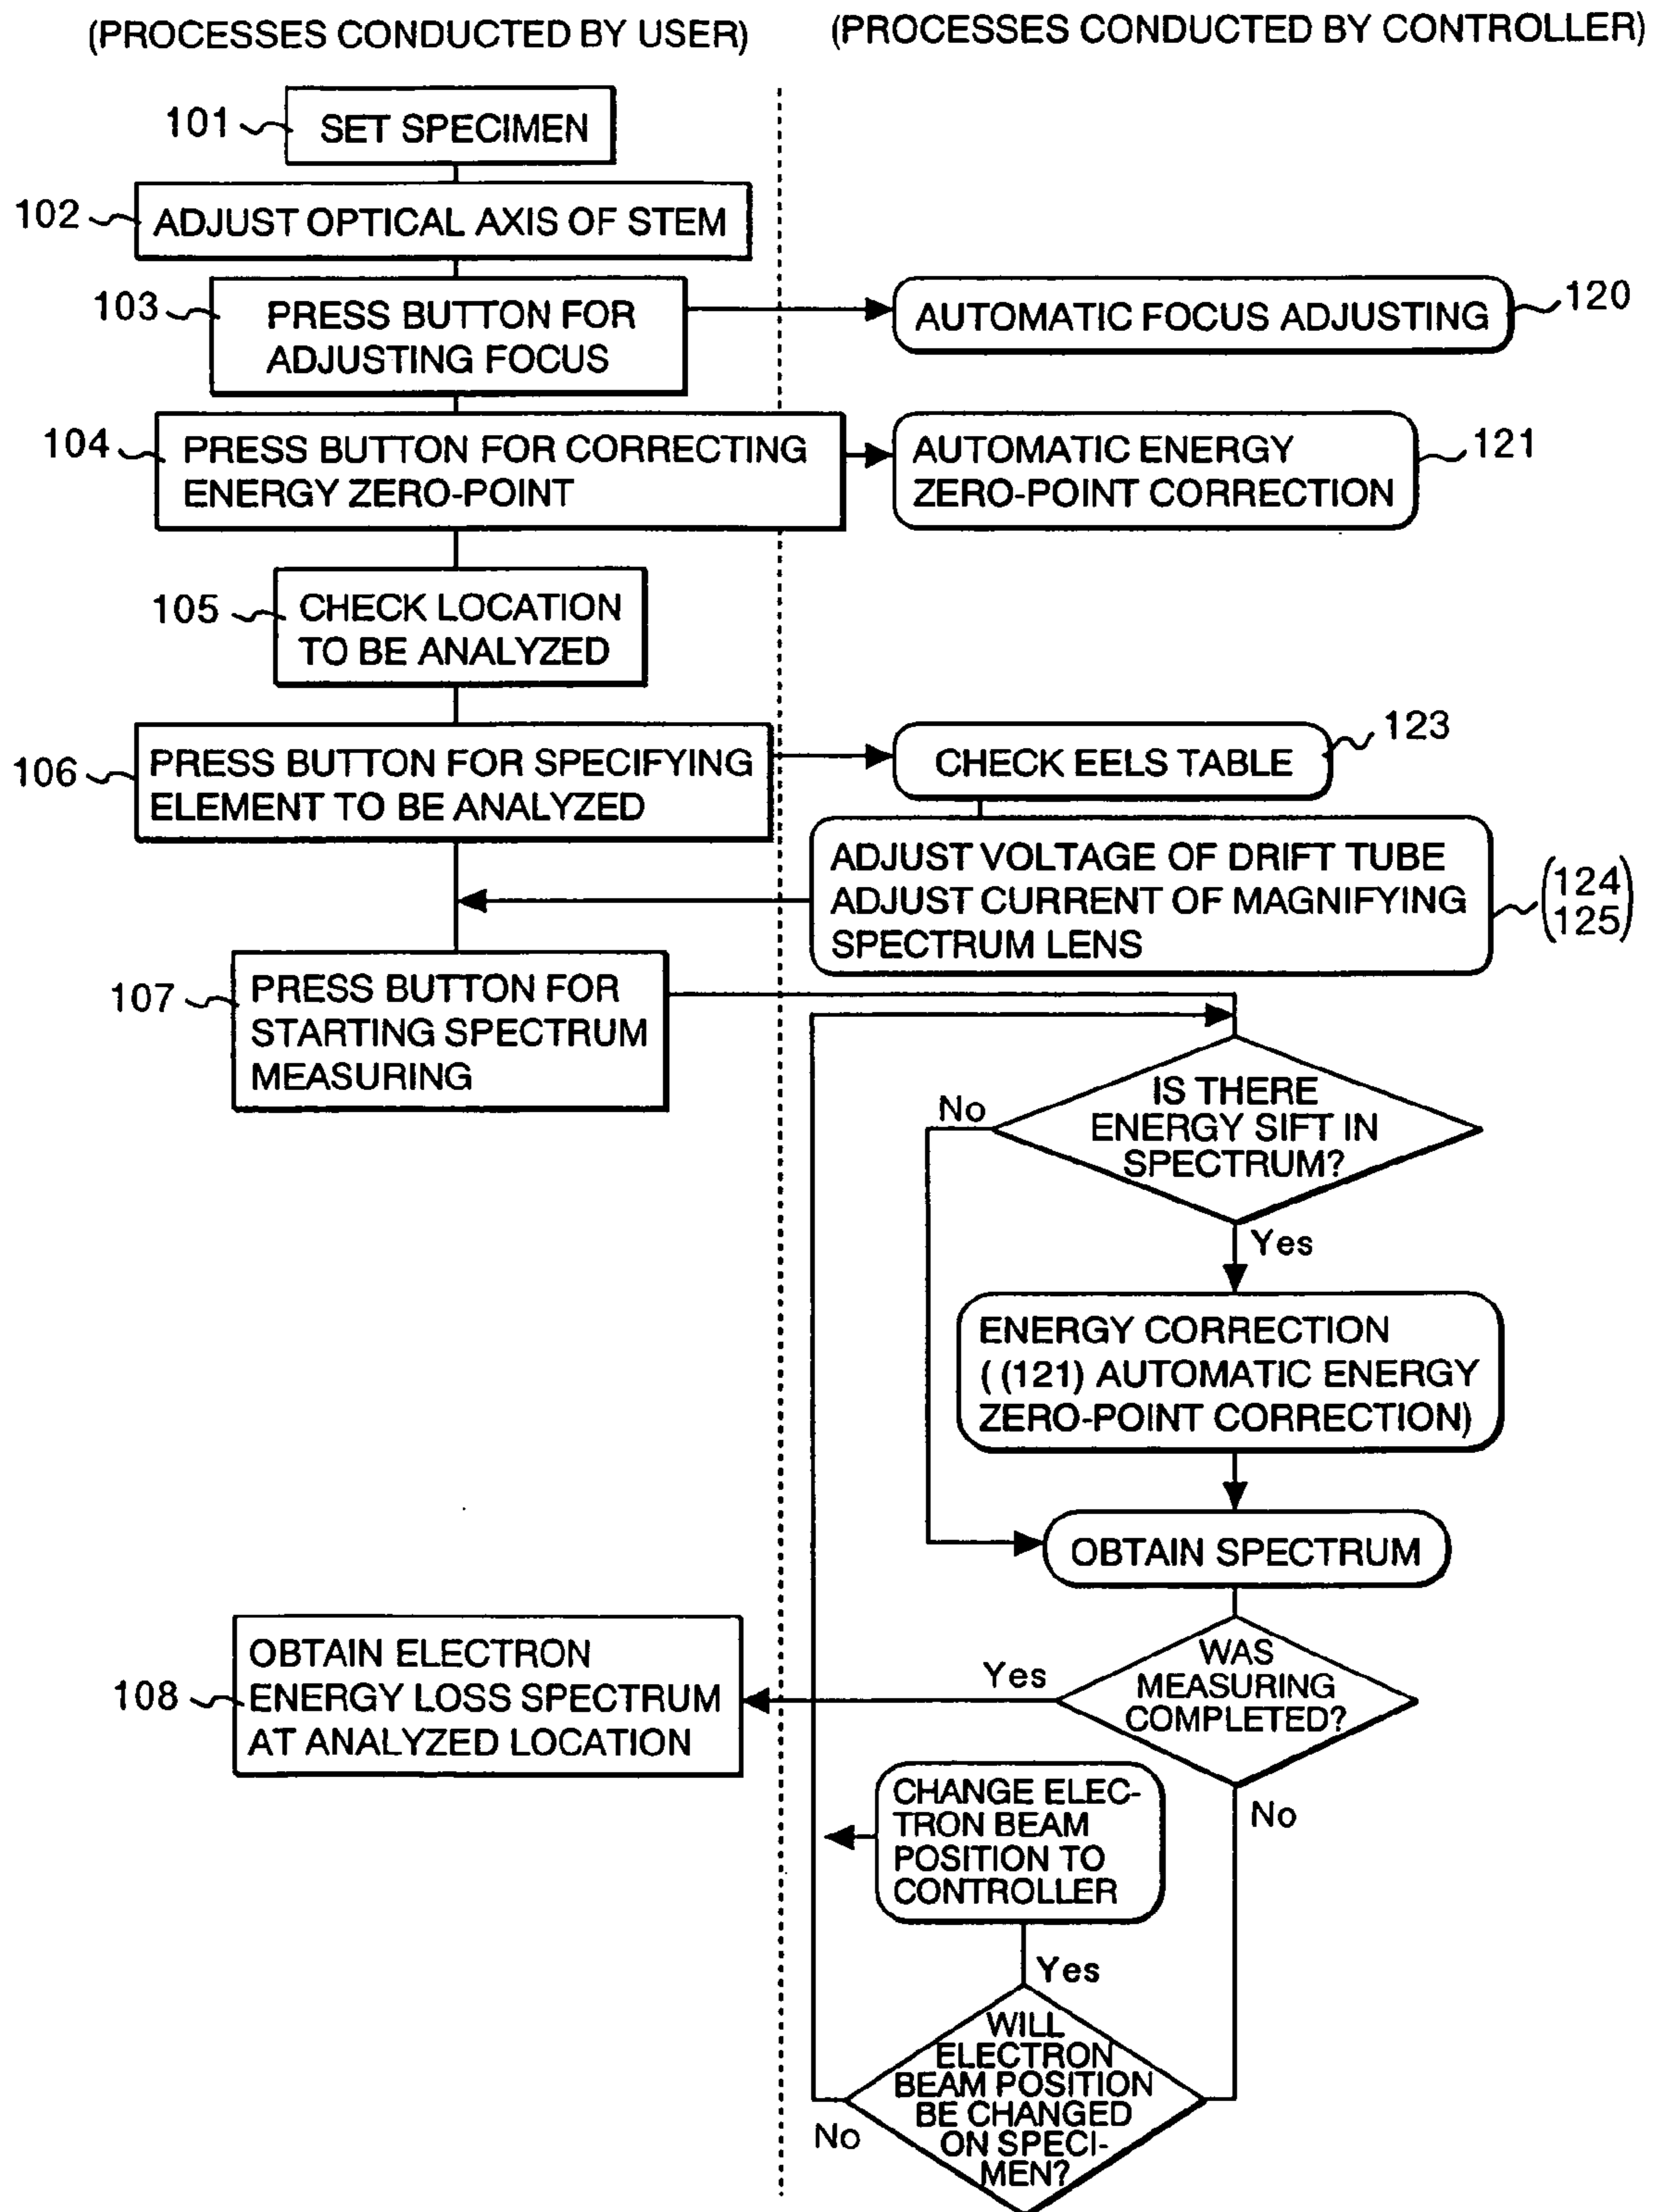 (PROCESSES CONDUCTED BY USER)
(PROCESSES CONDUCTED BY CONTROLLER)
101
SET SPECIMEN
102
ADJUST OPTICAL AXIS OF STEM
103
PRESS BUTTON FOR
ADJUSTING FOCUS
AUTOMATIC FOCUS ADJUSTING
120
104
PRESS BUTTON FOR CORRECTING
ENERGY ZERO-POINT
AUTOMATIC ENERGY
ZERO-POINT CORRECTION
121
105
CHECK LOCATION
TO BE ANALYZED
106
PRESS BUTTON FOR SPECIFYING
ELEMENT TO BE ANALYZED
CHECK EELS TABLE
123
ADJUST VOLTAGE OF DRIFT TUBE
ADJUST CURRENT OF MAGNIFYING
SPECTRUM LENS
(124
125)
107
PRESS BUTTON FOR
STARTING SPECTRUM
MEASURING
IS THERE
ENERGY SIFT IN
SPECTRUM?
No
Yes
ENERGY CORRECTION
( (121) AUTOMATIC ENERGY
ZERO-POINT CORRECTION)
OBTAIN SPECTRUM
WAS
MEASURING
COMPLETED?
Yes
No
108
OBTAIN ELECTRON
ENERGY LOSS SPECTRUM
AT ANALYZED LOCATION
CHANGE ELEC-
TRON BEAM
POSITION TO
CONTROLLER
Yes
WILL
ELECTRON
BEAM POSITION
BE CHANGED
ON SPECI-
MEN?
No